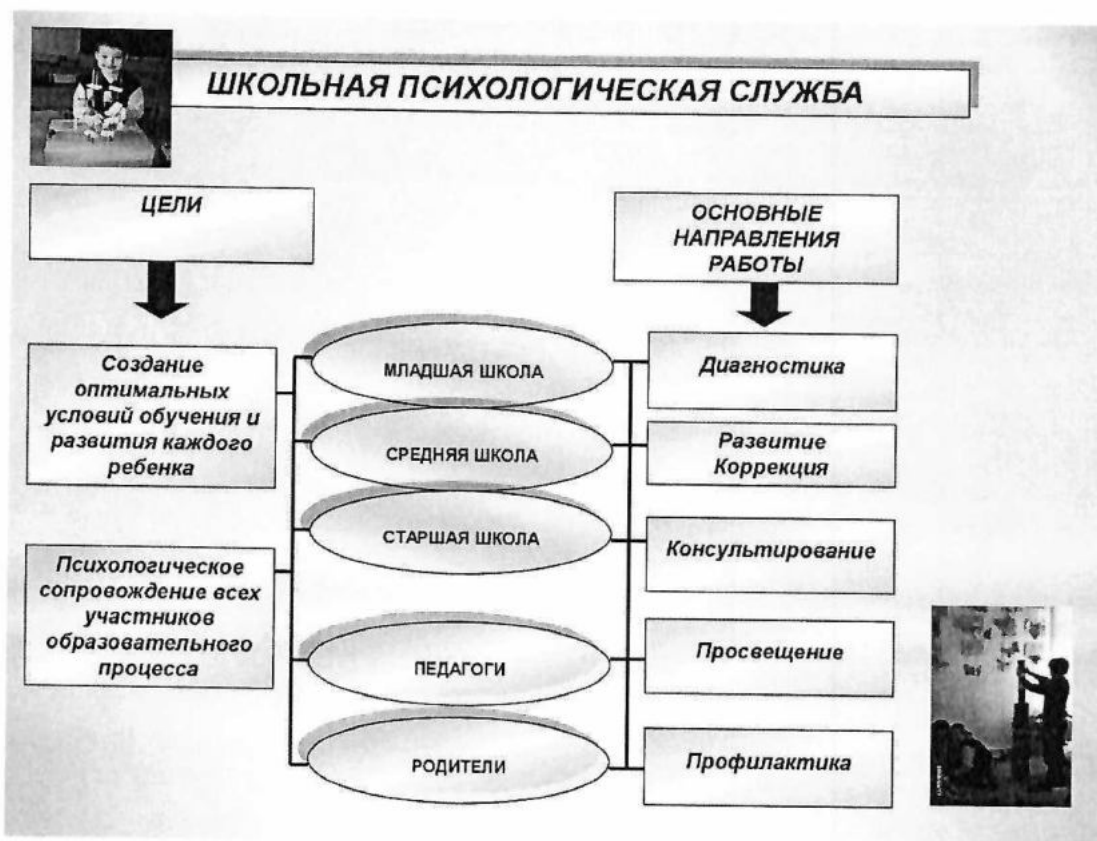 ШКОЛЬНАЯ ПСИХОЛОГИЧЕСКАЯ СЛУЖБА
ЦЕЛИ
ОСНОВНЫЕ
НАПРАВЛЕНИЯ
РАБОТЫ
Создание
оптимальных
условий обучения и
развития каждого
ребенка
Психологическое
сопровождение всех
участников
образовательного
процесса
МЛАДШАЯ ШКОЛА
СРЕДНЯЯ ШКОЛА
СТАРШАЯ ШКОЛА
ПЕДАГОГИ
РОДИТЕЛИ
Диагностика
Развитие
Коррекция
Консультирование
Просвещение
Профилактика